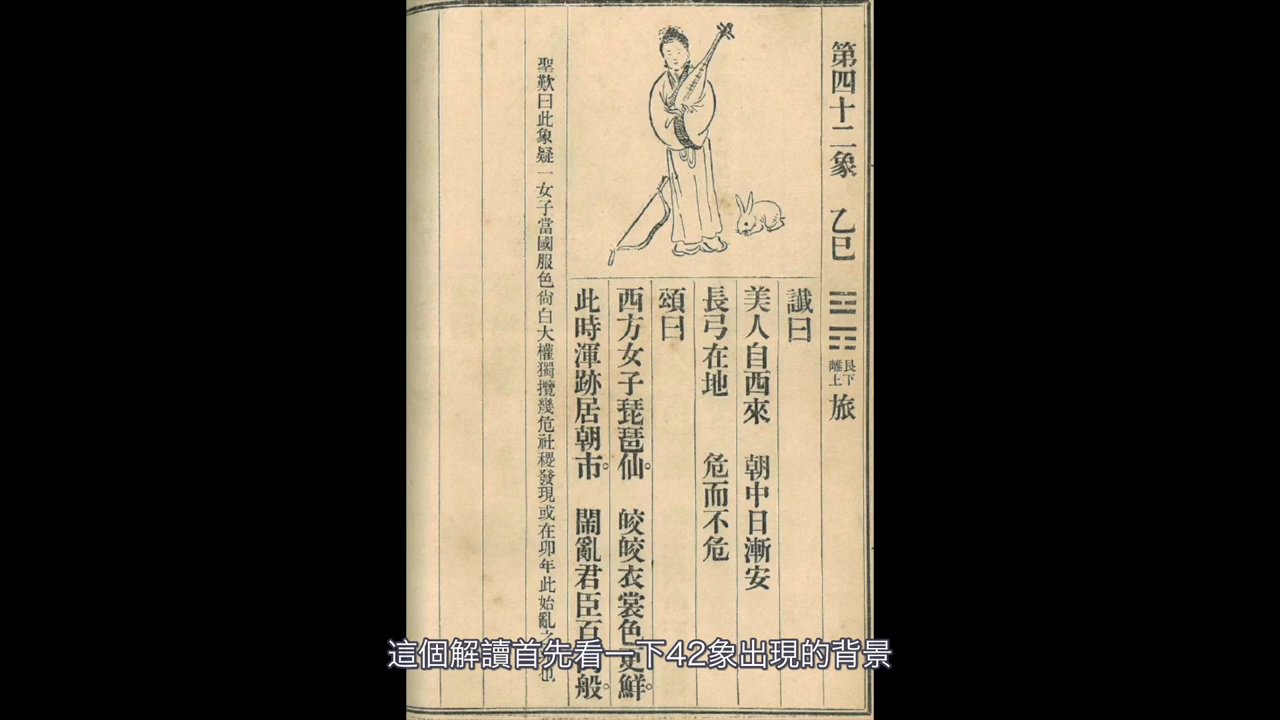 第四十二象 乙巳 艮下離上 旅
讖曰
美人自西來 朝中日漸安
長弓在地 危而不危
頌曰
西方女子琵琶仙。 皎皎衣裳色更鮮。
此時渾跡居朝市。 鬧亂君臣百般。
聖歎曰此象疑一女子當國服色尙白大權獨攬幾危社稷發現或在卯年此始亂之也
這個解讀首先看一下42象出現的背景